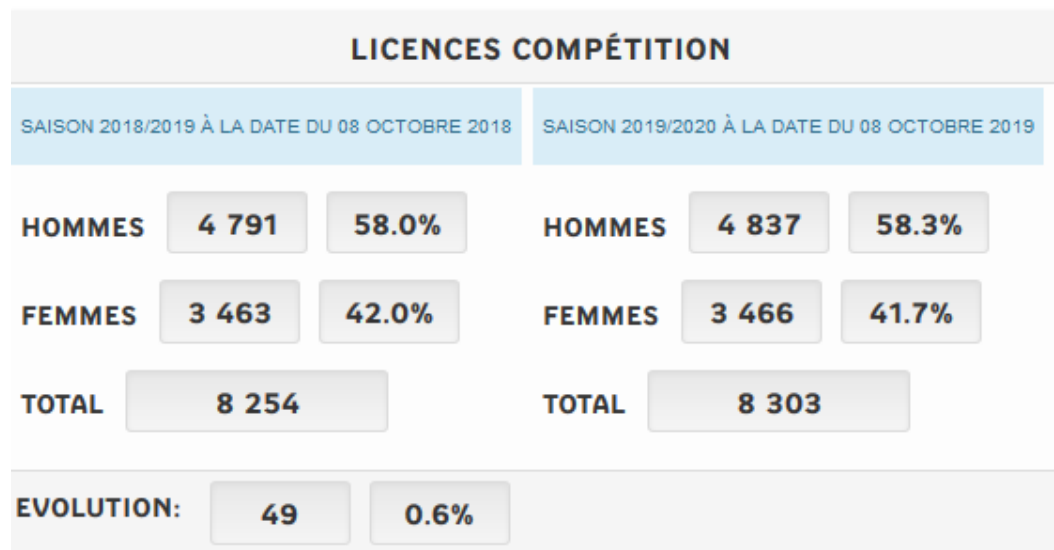 LICENCES COMPÉTITION
SAISON 2018/2019 À LA DATE DU 08 OCTOBRE 2018 SAISON 2019/2020 À LA DATE DU 08 OCTOBRE 2019
HOMMES 4 791 58.0% HOMMES 4 837 58.3%
FEMMES 3 463 42.0% FEMMES 3 466 41.7%
TOTAL 8 254 TOTAL 8 303
EVOLUTION: 49 0.6%